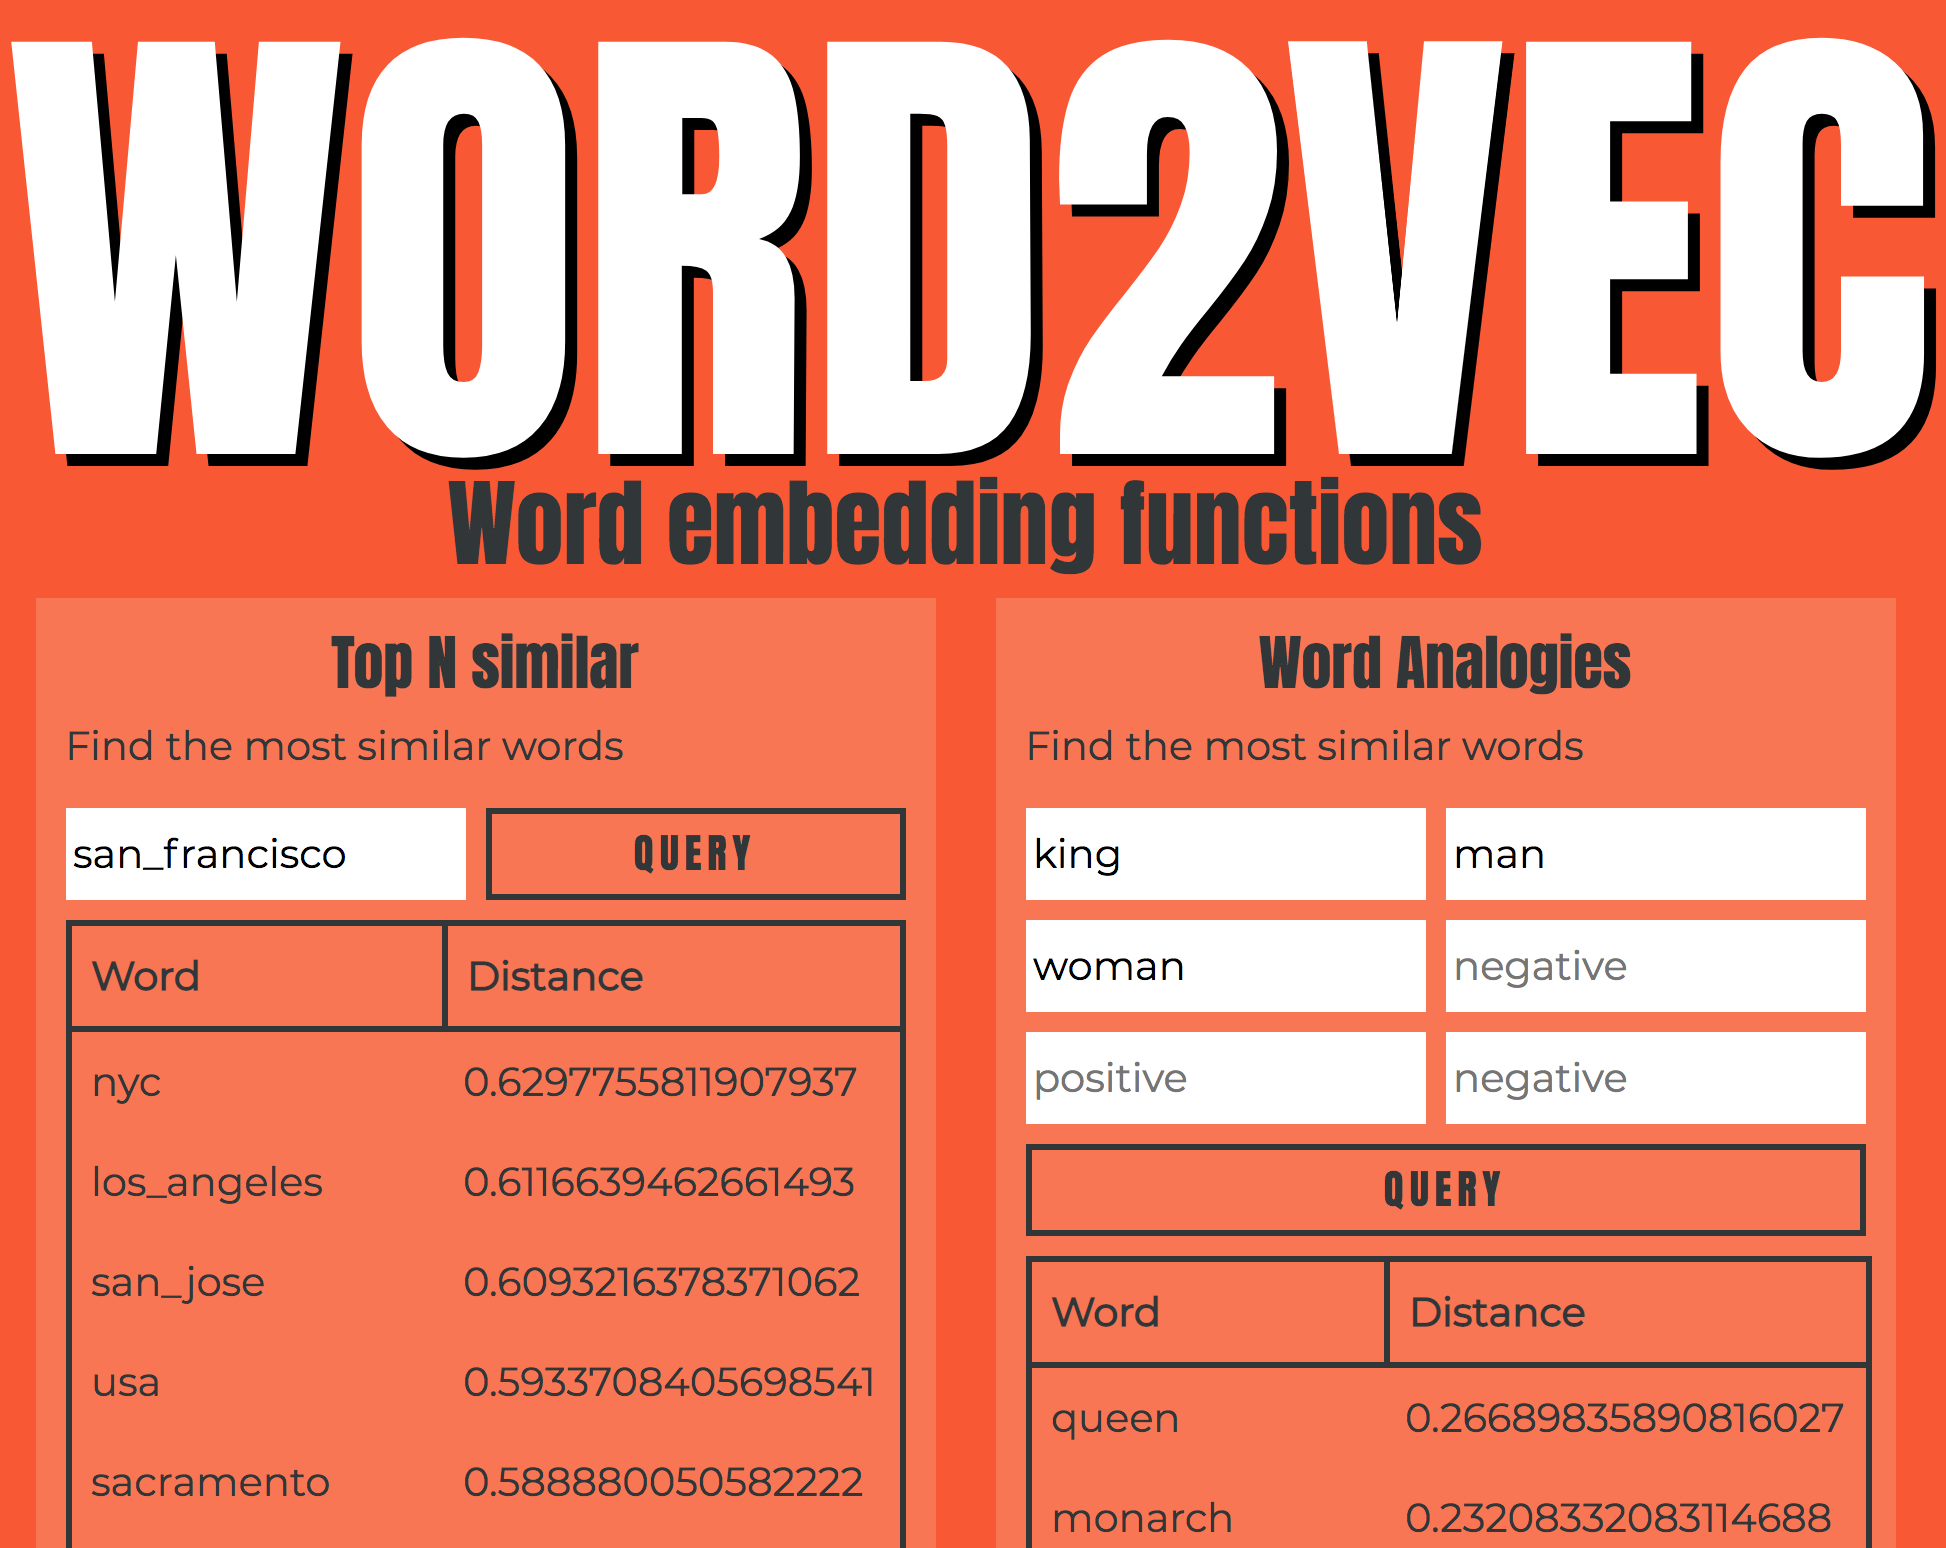 WORD2VEC
Word embedding functions
Top N similar
Find the most similar words
san_francisco QUERY
Word Distance
nyc 0.6297755811907937
los_angeles 0.6116639462661493
san_jose 0.6093216378371062
usa 0.5933708405698541
sacramento 0.588880050582222
Word Analogies
Find the most similar words
king man
woman negative
positive negative
QUERY
Word Distance
queen 0.26689835890816027
monarch 0.23208332083114688